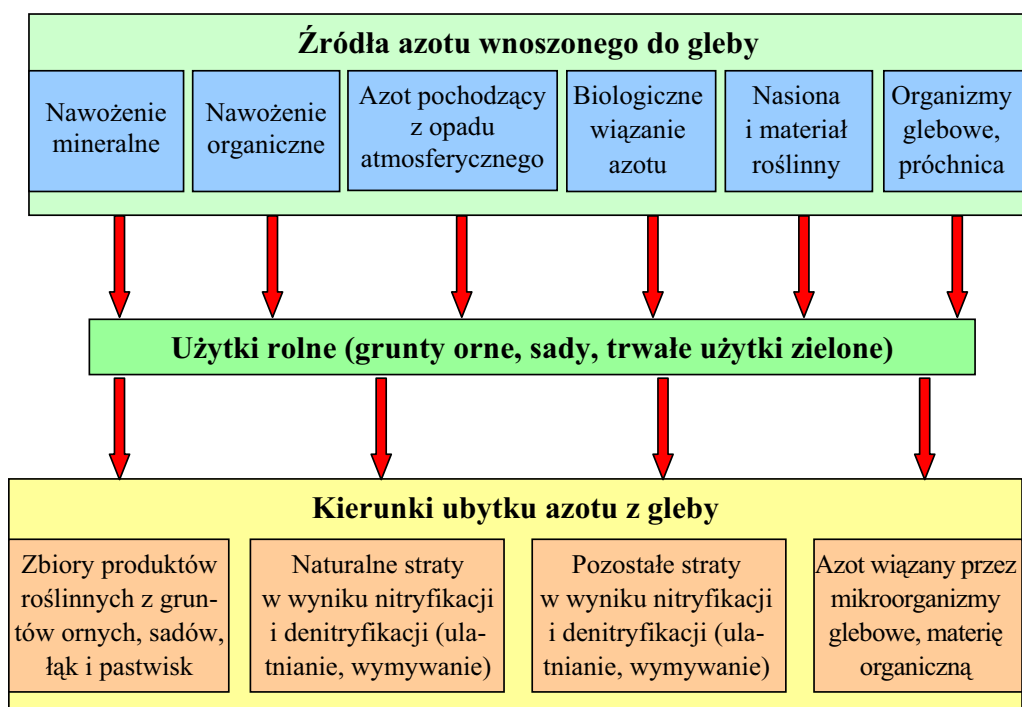 Źródła azotu wnoszonego do gleby
Nawożenie
mineralne
Nawożenie
organiczne
Azot pochodzący
z opadu
atmosferycznego
Biologiczne
wiązanie
azotu
Nasiona
i materiał
roślinny
Organizmy
glebowe,
próchnica
Użytki rolne (grunty orne, sady, trwałe użytki zielone)
Kierunki ubytku azotu z gleby
Zbiory produktów
roślinnych z grun-
tów ornych, sadów,
łąk i pastwisk
Naturalne straty
w wyniku nitryfikacji
i denitryfikacji (ula-
tnianie, wymywanie)
Pozostałe straty
w wyniku nitryfikacji
i denitryfikacji (ula-
tnianie, wymywanie)
Azot wiązany przez
mikroorganizmy
glebowe, materię
organiczną